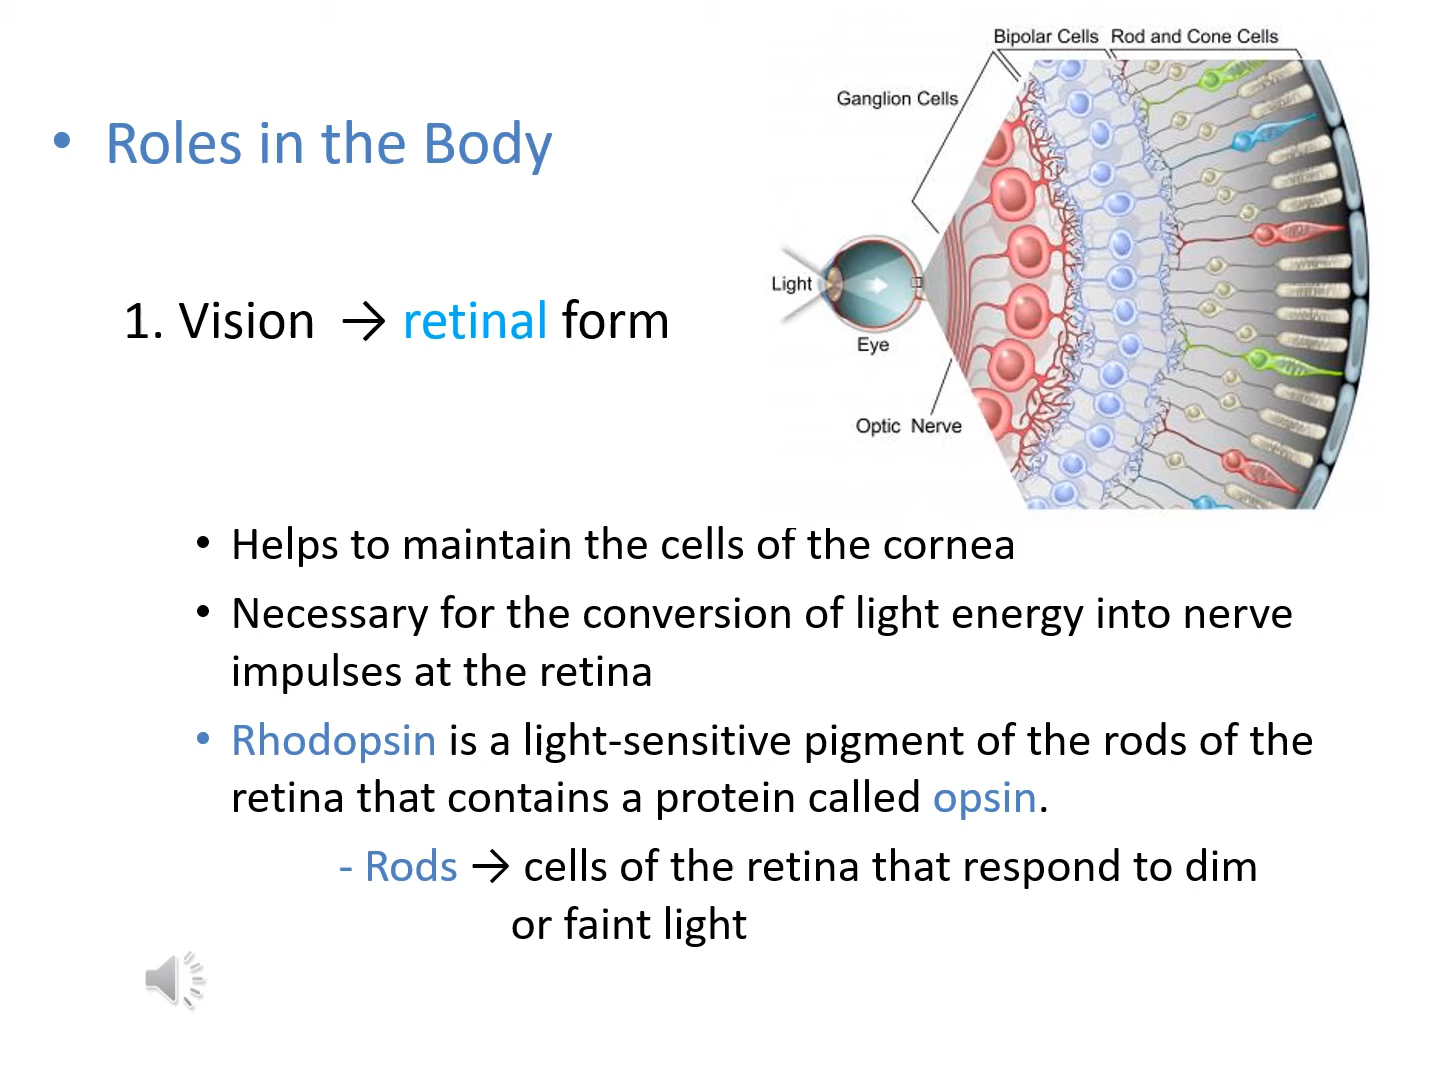 • Roles in the Body
1. Vision → retinal form
Bipolar Cells
Rod and Cone Cells
Ganglion Cells
Light
Eye
Optic Nerve
• Helps to maintain the cells of the cornea
• Necessary for the conversion of light energy into nerve
impulses at the retina
• Rhodopsin is a light-sensitive pigment of the rods of the
retina that contains a protein called opsin.
- Rods → cells of the retina that respond to dim
or faint light